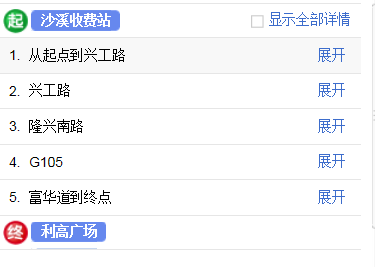 起 沙溪收费站 显示全部详情
1. 从起点到兴工路 展开
2. 兴工路 展开
3. 隆兴南路 展开
4. G105 展开
5. 富华道到终点 展开
终 利高广场